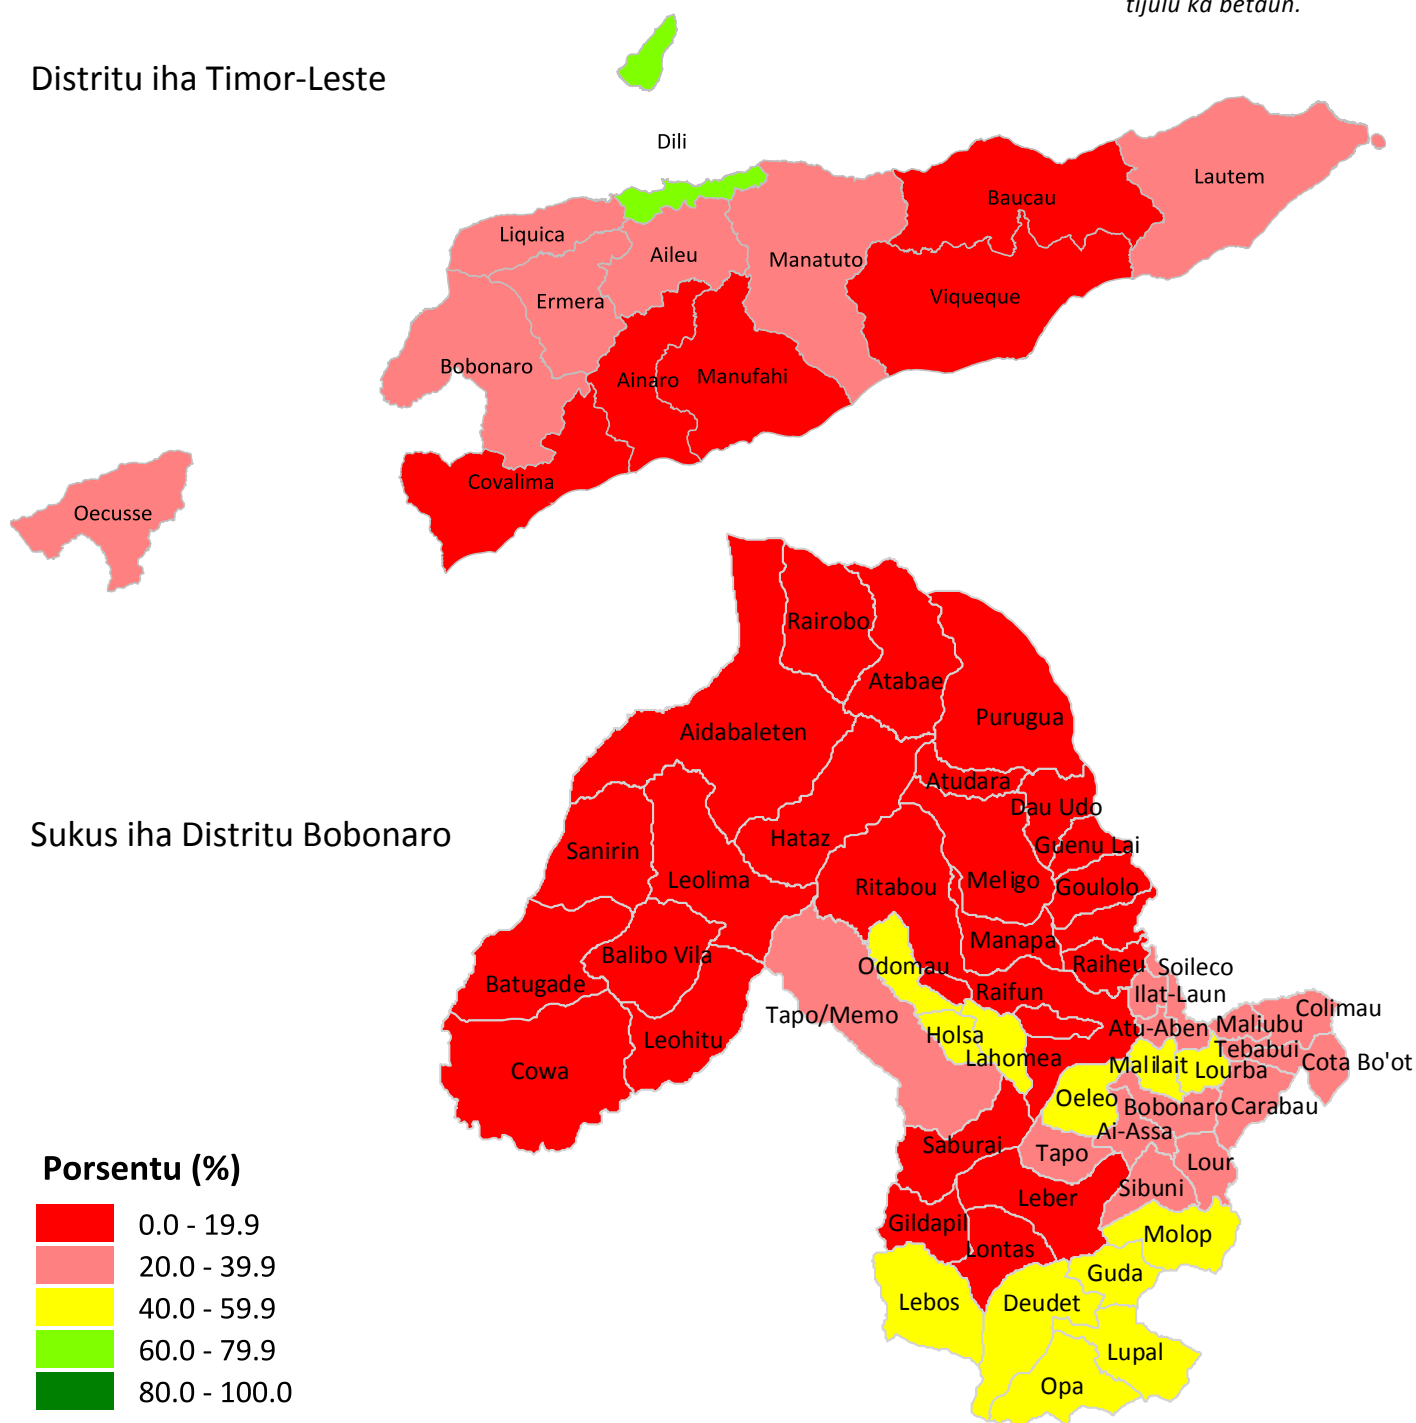 tijulu ka betaun.
Distritu iha Timor-Leste
Dili
Lautem
Baucau
Liquica
Aileu
Manatuto
Viqueque
Ermera
Bobonaro
Ainaro
Manufahi
Covalima
Oecusse
Rairobo
Atabae
Purugua
Aidabaleten
Atudara
Dau Udo
Sukus iha Distritu Bobonaro
Hataz
Guenu Lai
Sanirin
Leolima
Ritabou
Meligo
Goulolo
Manapa
Balibo Vila
Odomau
Raiheu
Soileco
Batugade
Raifun
Ilat-Laun
Tapo/Memo
Colimau
Leohitu
Holsa
Atu-Aben
Maliubu
Lahomea
Tebabui
Cowa
Malilait
Lourba
Cota Bo'ot
Oeleo
Bobonaro
Carabau
Ai-Assa
Saburai
Tapo
Lour
Porsentu (%)
Sibuni
Leber
0.0 - 19.9
Gildapil
Molop
Lontas
20.0 - 39.9
Guda
40.0 - 59.9
Lebos
Deudet
60.0 - 79.9
Lupal
80.0 - 100.0
Opa